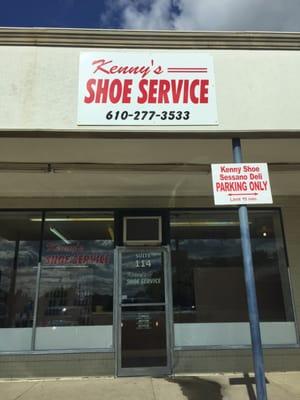 Kenny's
SHOE SERVICE
610-277-3533
Kenny Shoe
Sessano Deli
PARKING ONLY
Limit 15 min
Kenny's
SHOE SERVICE
SUITE
114
Kenny's
SHOE SERVICE